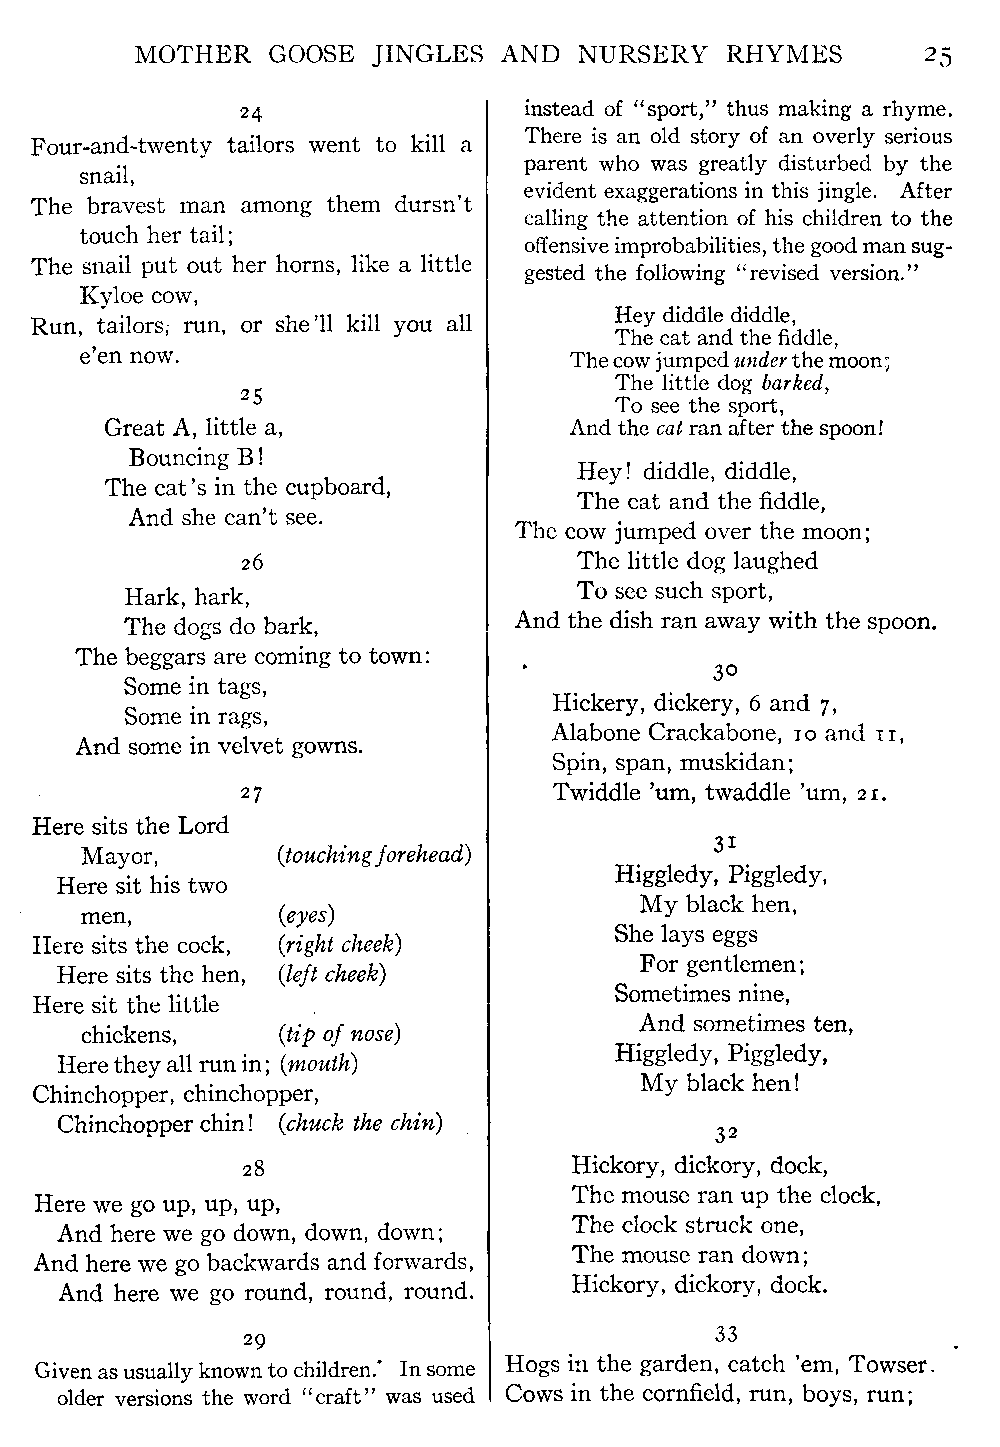 MOTHER GOOSE JINGLES AND NURSERY RHYMES 25
24
Four-and-twenty tailors went to kill a
snail,
The bravest man among them dursn't
touch her tail;
The snail put out her horns, like a little
Kyloe cow,
Run, tailors, run, or she'll kill you all
e'en now.
25
Great A, little a,
Bouncing B!
The cat's in the cupboard,
And she can't see.
26
Hark, hark,
The dogs do bark,
The beggars are coming to town:
Some in tags,
Some in rags,
And some in velvet gowns.
27
Here sits the Lord
Mayor, (touching forehead)
Here sit his two
men, (eyes)
Here sits the cock, (right cheek)
Here sits the hen, (left cheek)
Here sit the little
chickens, (tip of nose)
Here they all run in; (mouth)
Chinchopper, chinchopper,
Chinchopper chin! (chuck the chin)
28
Here we go up, up, up,
And here we go down, down, down;
And here we go backwards and forwards,
And here we go round, round, round.
29
Given as usually known to children. In some
older versions the word "craft" was used
instead of "sport," thus making a rhyme.
There is an old story of an overly serious
parent who was greatly disturbed by the
evident exaggerations in this jingle. After
calling the attention of his children to the
offensive improbabilities, the good man sug-
gested the following "revised version."
Hey diddle diddle,
The cat and the fiddle,
The cow jumped under the moon;
The little dog barked,
To see the sport,
And the cat ran after the spoon!
Hey! diddle, diddle,
The cat and the fiddle,
The cow jumped over the moon;
The little dog laughed
To see such sport,
And the dish ran away with the spoon.
30
Hickery, dickery, 6 and 7,
Alabone Crackabone, 10 and 11,
Spin, span, muskidan;
Twiddle 'um, twaddle 'um, 21.
31
Higgledy, Piggledy,
My black hen,
She lays eggs
For gentlemen;
Sometimes nine,
And sometimes ten,
Higgledy, Piggledy,
My black hen!
32
Hickory, dickory, dock,
The mouse ran up the clock,
The clock struck one,
The mouse ran down;
Hickory, dickory, dock.
33
Hogs in the garden, catch 'em, Towser.
Cows in the cornfield, run, boys, run;